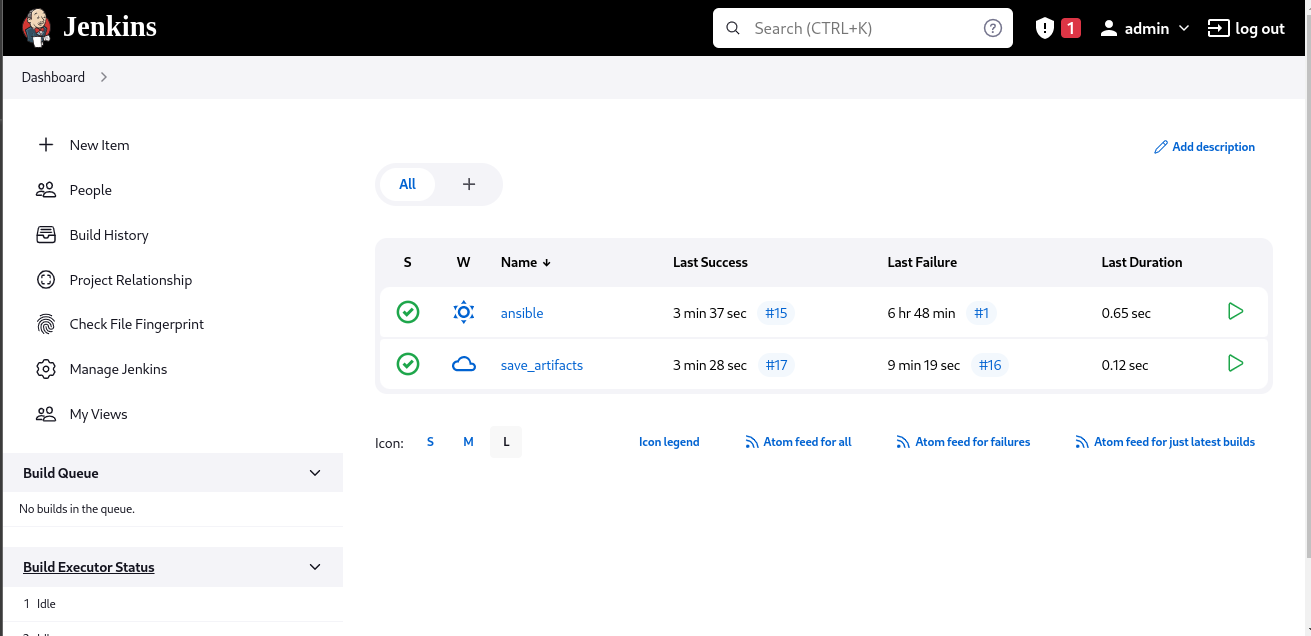 Jenkins
Search (CTRL+K)
1
admin
log out
Dashboard
New Item
People
Build History
Project Relationship
Check File Fingerprint
Manage Jenkins
My Views
Build Queue
No builds in the queue.
Build Executor Status
1 Idle
Add description
All +
S W Name ↓ Last Success Last Failure Last Duration
ansible 3 min 37 sec #15 6 hr 48 min #1 0.65 sec
save_artifacts 3 min 28 sec #17 9 min 19 sec #16 0.12 sec
Icon: S M L Icon legend Atom feed for all Atom feed for failures Atom feed for just latest builds